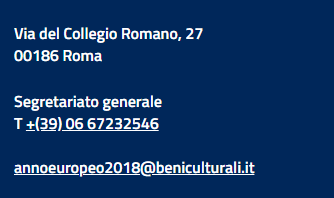 Via del Collegio Romano, 27
00186 Roma
Segretariato generale
T +(39) 06 67232546
annoeuropeo2018@beniculturali.it